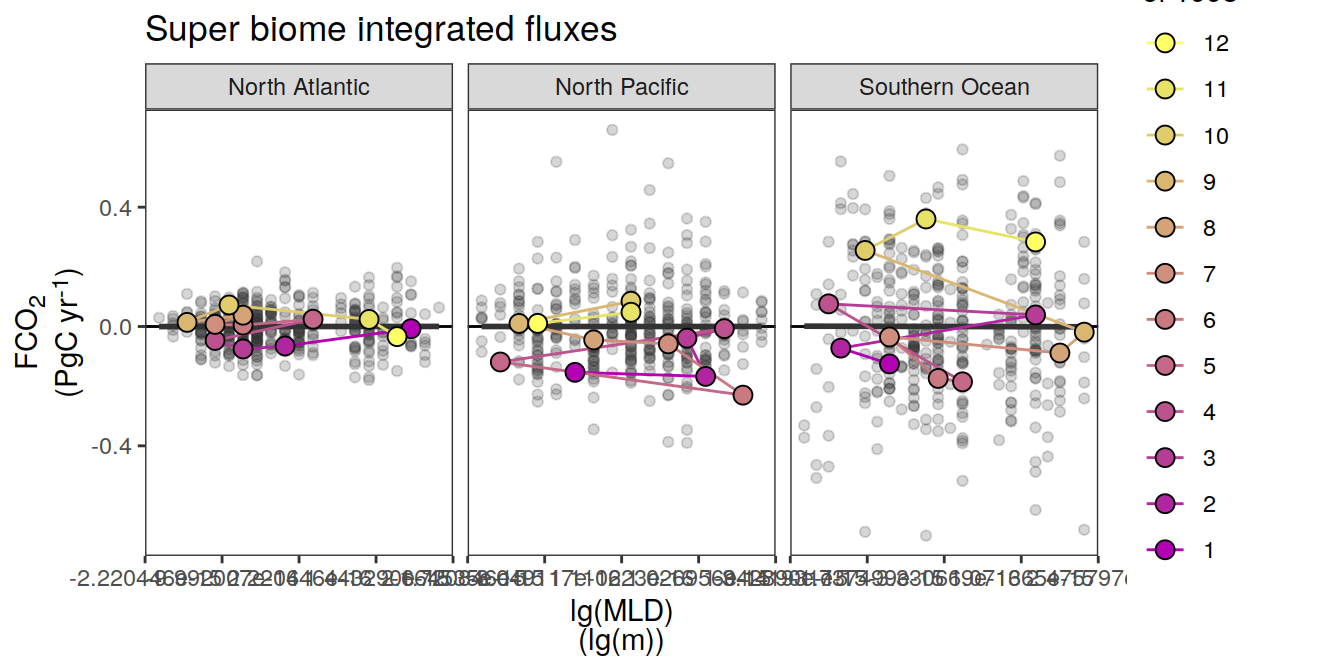 Super biome integrated fluxes
North Atlantic
North Pacific
Southern Ocean
0.4
0.0
-0.4
FCO2
(PgC yr-1)
lg(MLD)
(lg(m))
12
11
10
9
8
7
6
5
4
3
2
1